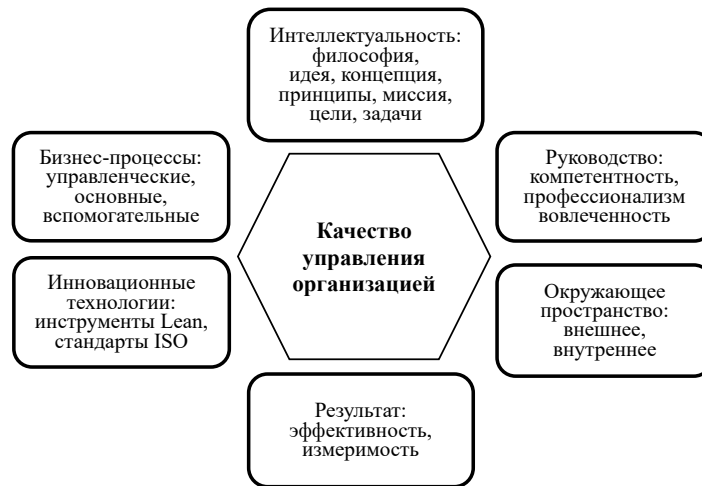 Интеллектуальность:
философия,
идея, концепция,
принципы, миссия,
цели, задачи
Бизнес-процессы:
управленческие,
основные,
вспомогательные
Руководство:
компетентность,
профессионализм
вовлеченность
Качество
управления
организацией
Инновационные
технологии:
инструменты Lean,
стандарты ISO
Окружающее
пространство:
внешнее,
внутреннее
Результат:
эффективность,
измеримость